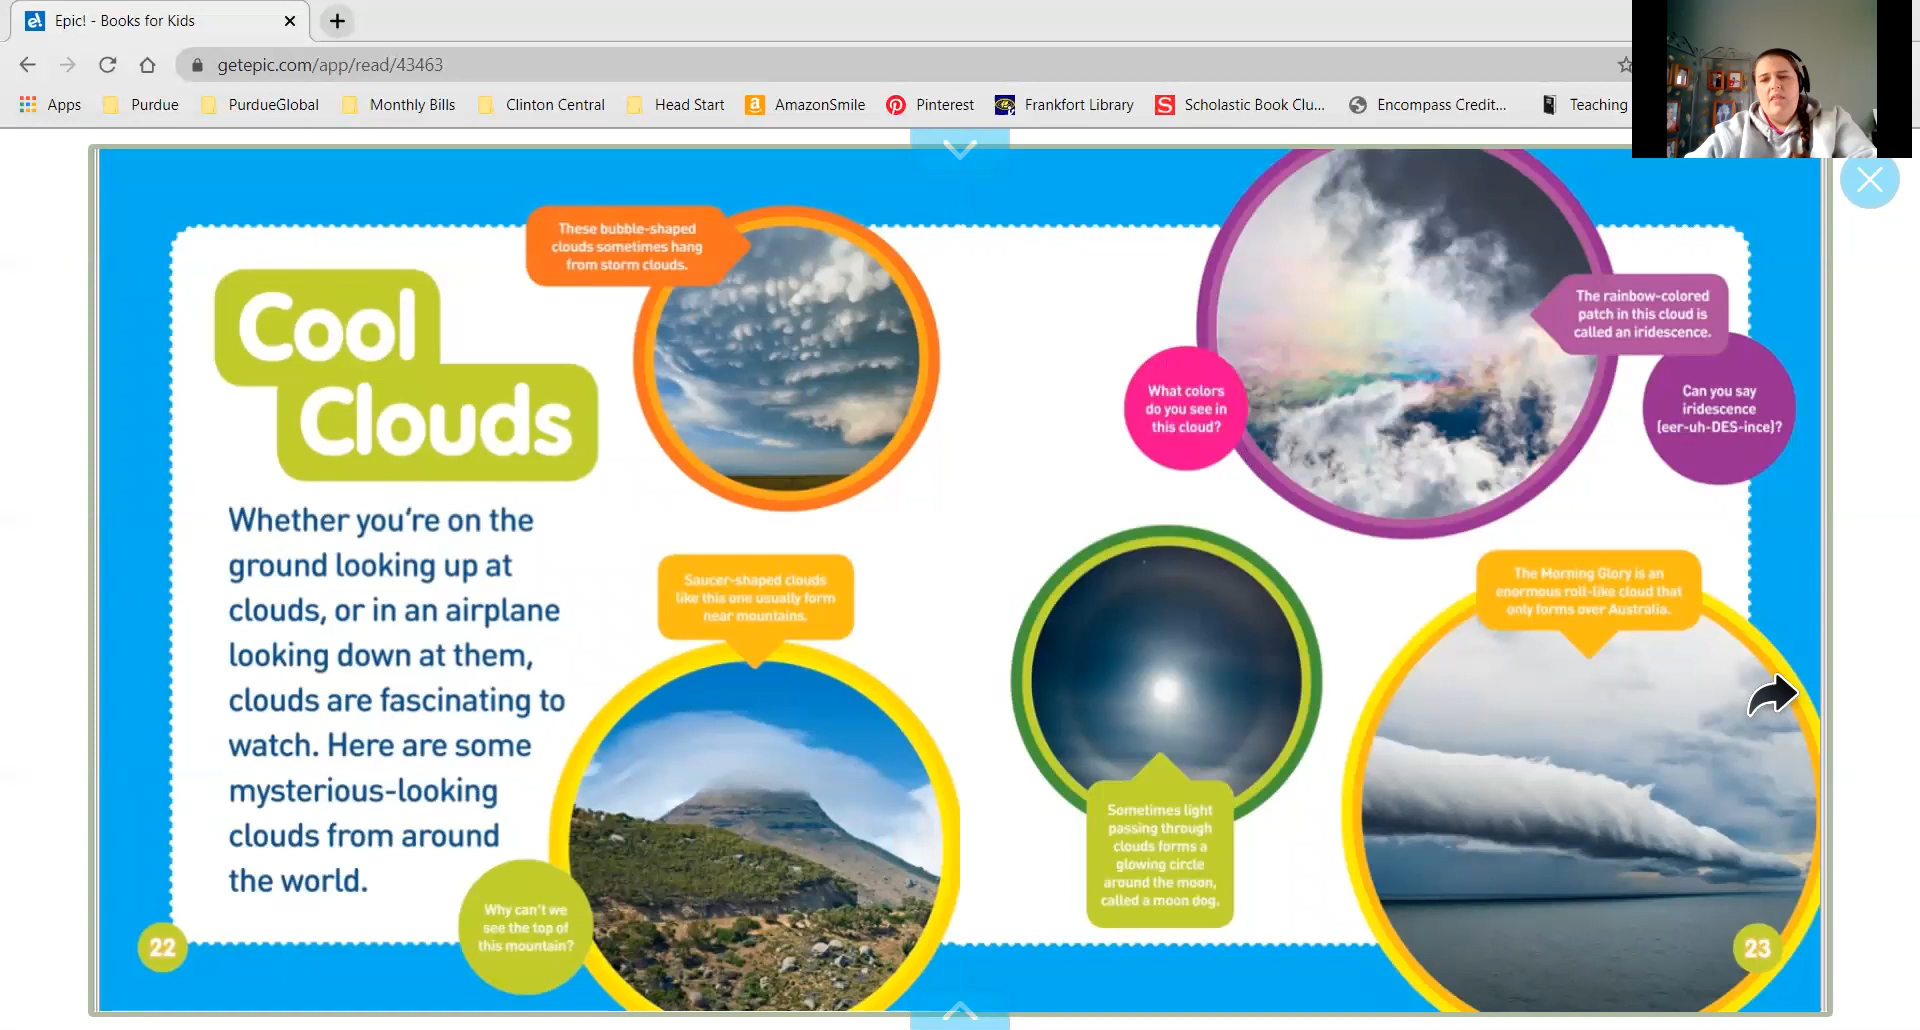 Epic! - Books for Kids
getepic.com/app/read/43463
Apps
Purdue
PurdueGlobal
Monthly Bills
Clinton Central
Head Start
AmazonSmile
Pinterest
Frankfort Library
Scholastic Book Clu...
Encompass Credit...
Teaching
Cool
Clouds
Whether you're on the
ground looking up at
clouds, or in an airplane
looking down at them,
clouds are fascinating to
watch. Here are some
mysterious-looking
clouds from around
the world.
These bubble-shaped
clouds sometimes hang
from storm clouds.
Saucer-shaped clouds
like this one usually form
near mountains.
Why can't we
see the top of
this mountain?
22
The rainbow-colored
patch in this cloud is
called an iridescence.
What colors
do you see in
this cloud?
Can you say
iridescence
(eer-uh-DES-ince)?
Sometimes light
passing through
clouds forms a
glowing circle
around the moon,
called a moon dog.
The Morning Glory is an
enormous roll-like cloud that
only forms over Australia.
23